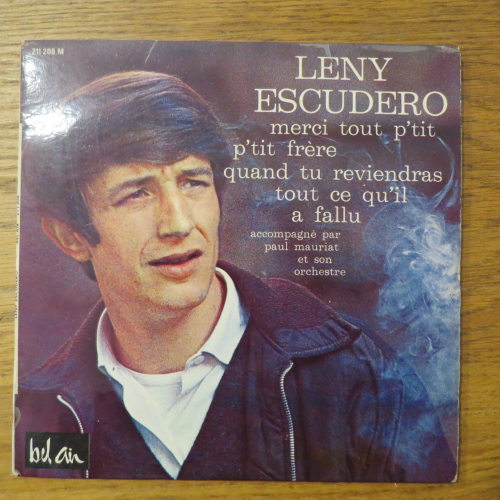 211 288 M
LENY
ESCUDERO
merci tout p'tit
p'tit frère
quand tu reviendras
tout ce qu'il
a fallu
accompagné par
paul mauriat
et son
orchestre
bel air